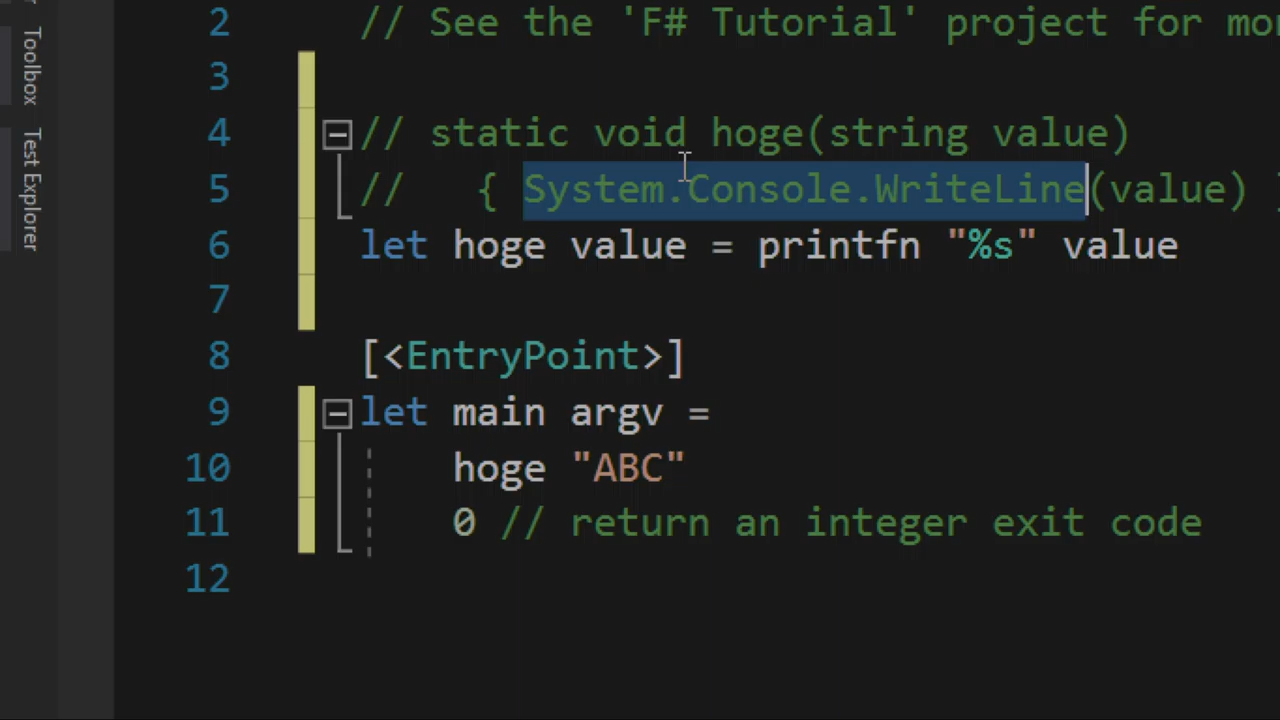 Toolbox
Test Explorer
2 // See the 'F# Tutorial' project for
3
4 // static void hoge(string value)
5 // { System.Console.WriteLine(value)
6 let hoge value = printfn "%s" value
7
8 [<EntryPoint>]
9 let main argv =
10 hoge "ABC"
11 0 // return an integer exit code
12